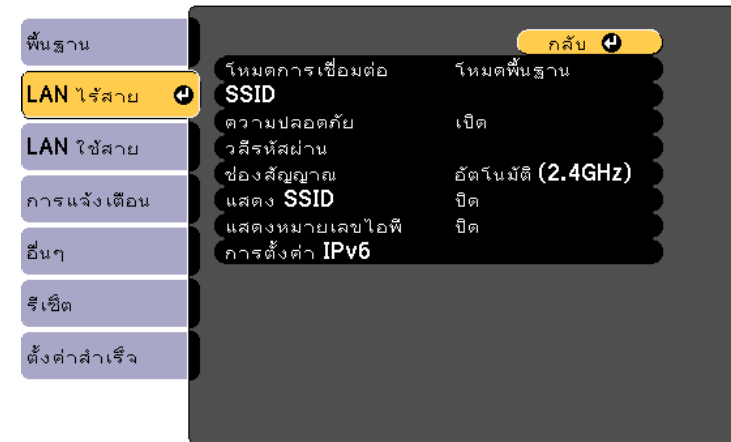 พื้นฐาน
LAN ไร้สาย
LAN ใช้สาย
การแจ้งเตือน
อื่นๆ
รีเซ็ต
ตั้งค่าสำเร็จ
กลับ
โหมดการเชื่อมต่อ โหมดพื้นฐาน
SSID
ความปลอดภัย เปิด
วลีรหัสผ่าน
ช่องสัญญาณ อัตโนมัติ (2.4GHz)
แสดง SSID ปิด
แสดงหมายเลขไอพี ปิด
การตั้งค่า IPv6